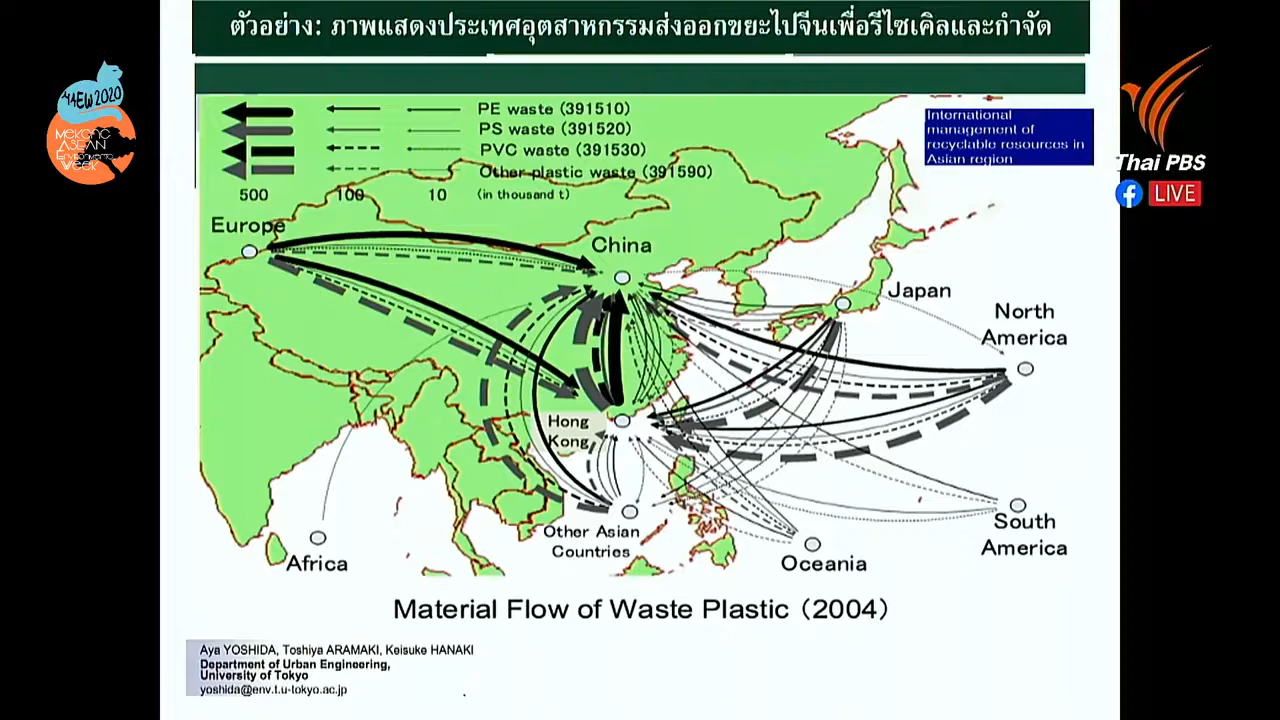 ตัวอย่าง: ภาพแสดงประเทศอุตสาหกรรมส่งออกขยะไปจีนเพื่อรีไซเคิลและกำจัด
MAEW2020
Mekong
ASEAN
Environment
Week
Thai PBS
LIVE
International
management of
recyclable resources in
Asian region
PE waste (391510)
PS waste (391520)
PVC waste (391530)
Other plastic waste (391590)
500 100 10 (in thousand t)
Europe
China
Japan
North
America
Hong
Kong
Other Asian
Countries
Africa
Oceania
South
America
Material Flow of Waste Plastic (2004)
Aya YOSHIDA, Toshiya ARAMAKI, Keisuke HANAKI
Department of Urban Engineering,
University of Tokyo
yoshida@env.t.u-tokyo.ac.jp